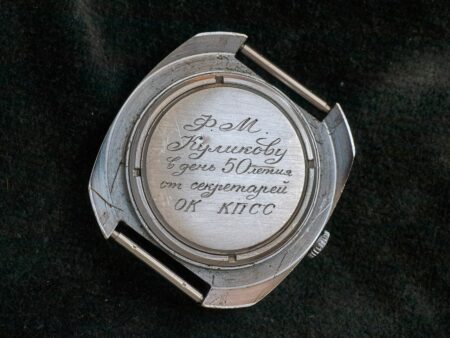 Ф. М.
Куликову
в день 50летия
от секретарей
ОК КПСС